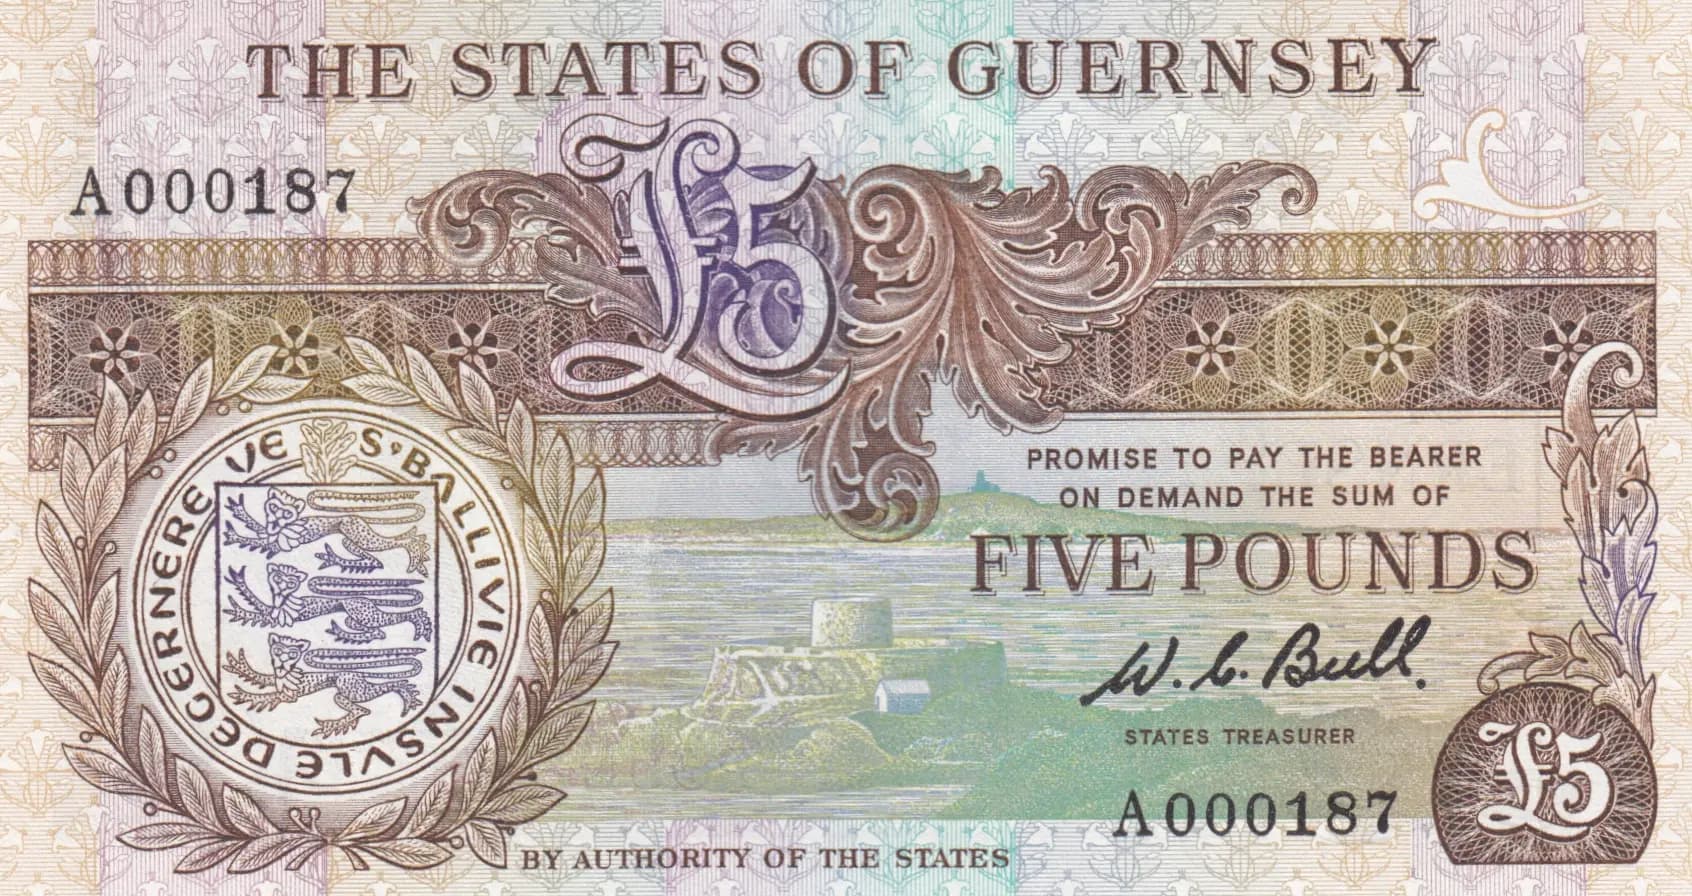 THE STATES OF GUERNSEY
A000187
£5
PROMISE TO PAY THE BEARER
ON DEMAND THE SUM OF
FIVE POUNDS
W. C. Bull.
STATES TREASURER
A000187
£5
S'BALLIVIE INSVLE DEGERNEREVE
BY AUTHORITY OF THE STATES